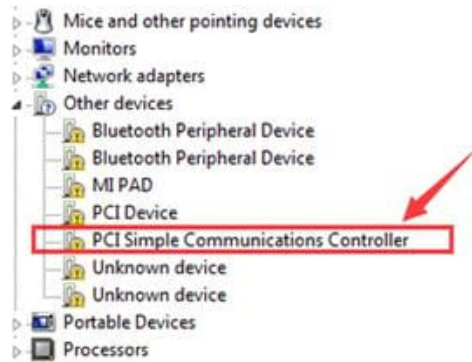 Mice and other pointing devices
Monitors
Network adapters
Other devices
Bluetooth Peripheral Device
Bluetooth Peripheral Device
MI PAD
PCI Device
PCI Simple Communications Controller
Unknown device
Unknown device
Portable Devices
Processors